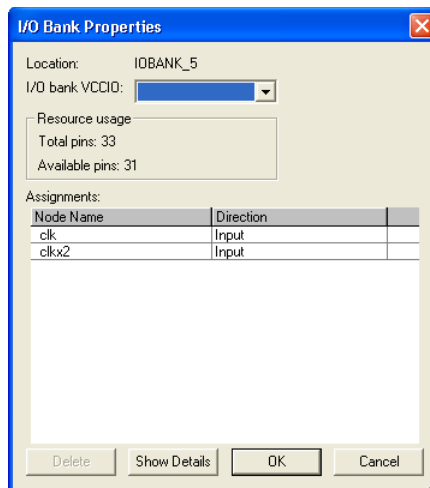 I/O Bank Properties
Location: IOBANK_5
I/O bank VCCIO:
Resource usage
Total pins: 33
Available pins: 31
Assignments:
Node Name Direction
clk Input
clkx2 Input
Delete Show Details OK Cancel